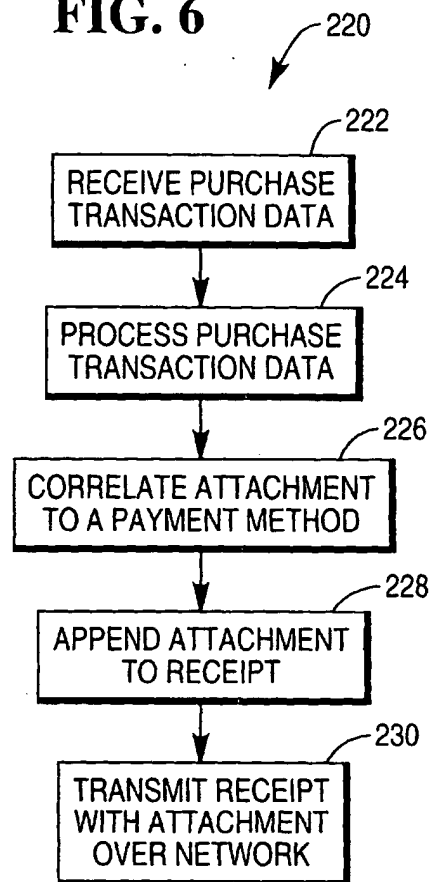 FIG. 6
220
222
RECEIVE PURCHASE
TRANSACTION DATA
224
PROCESS PURCHASE
TRANSACTION DATA
226
CORRELATE ATTACHMENT
TO A PAYMENT METHOD
228
APPEND ATTACHMENT
TO RECEIPT
230
TRANSMIT RECEIPT
WITH ATTACHMENT
OVER NETWORK